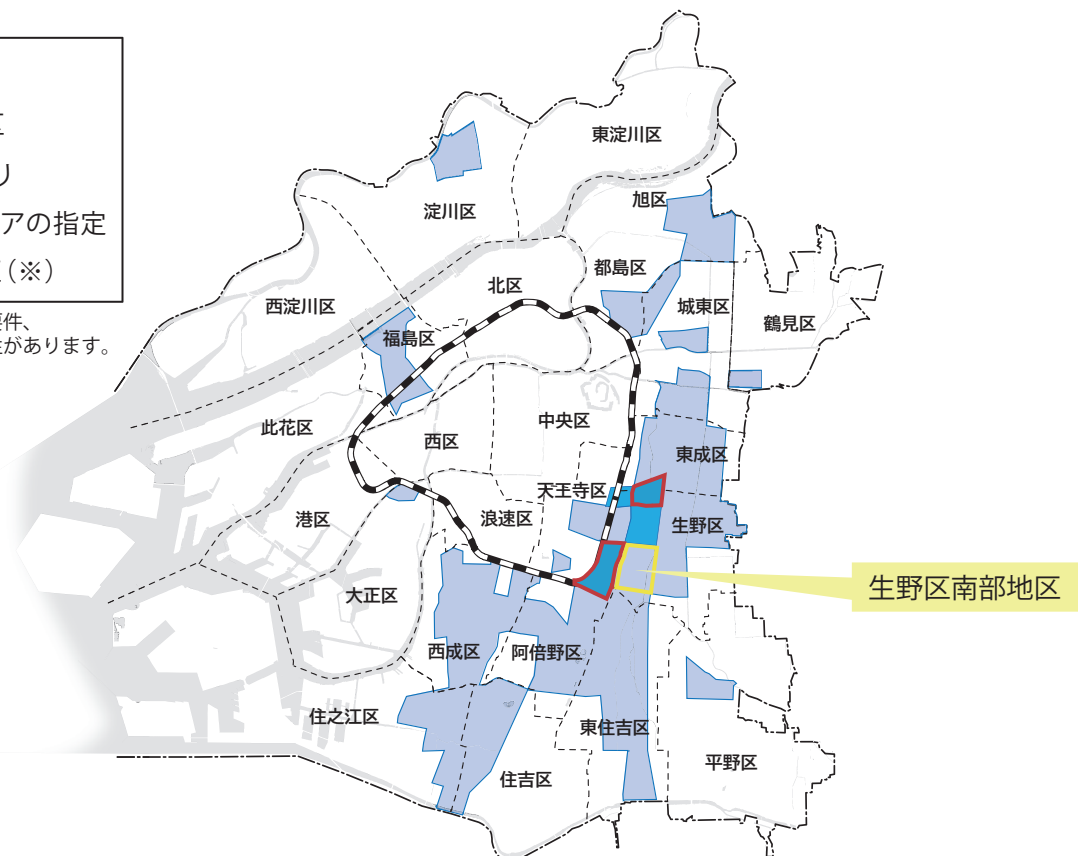 リ
アの指定
(※)
要件、
性があります。
東淀川区
旭区
淀川区
都島区
北区
西淀川区
城東区
鶴見区
福島区
此花区
西区
中央区
東成区
天王寺区
港区
浪速区
生野区
生野区南部地区
大正区
西成区
阿倍野区
住之江区
東住吉区
住吉区
平野区